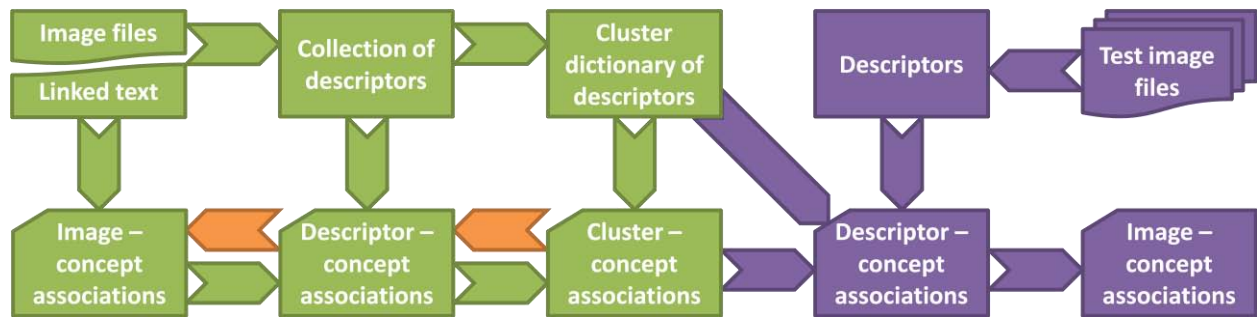 Image files
Linked text
Collection of
descriptors
Cluster
dictionary of
descriptors
Descriptors
Test image
files
Image –
concept
associations
Descriptor –
concept
associations
Cluster –
concept
associations
Descriptor –
concept
associations
Image –
concept
associations